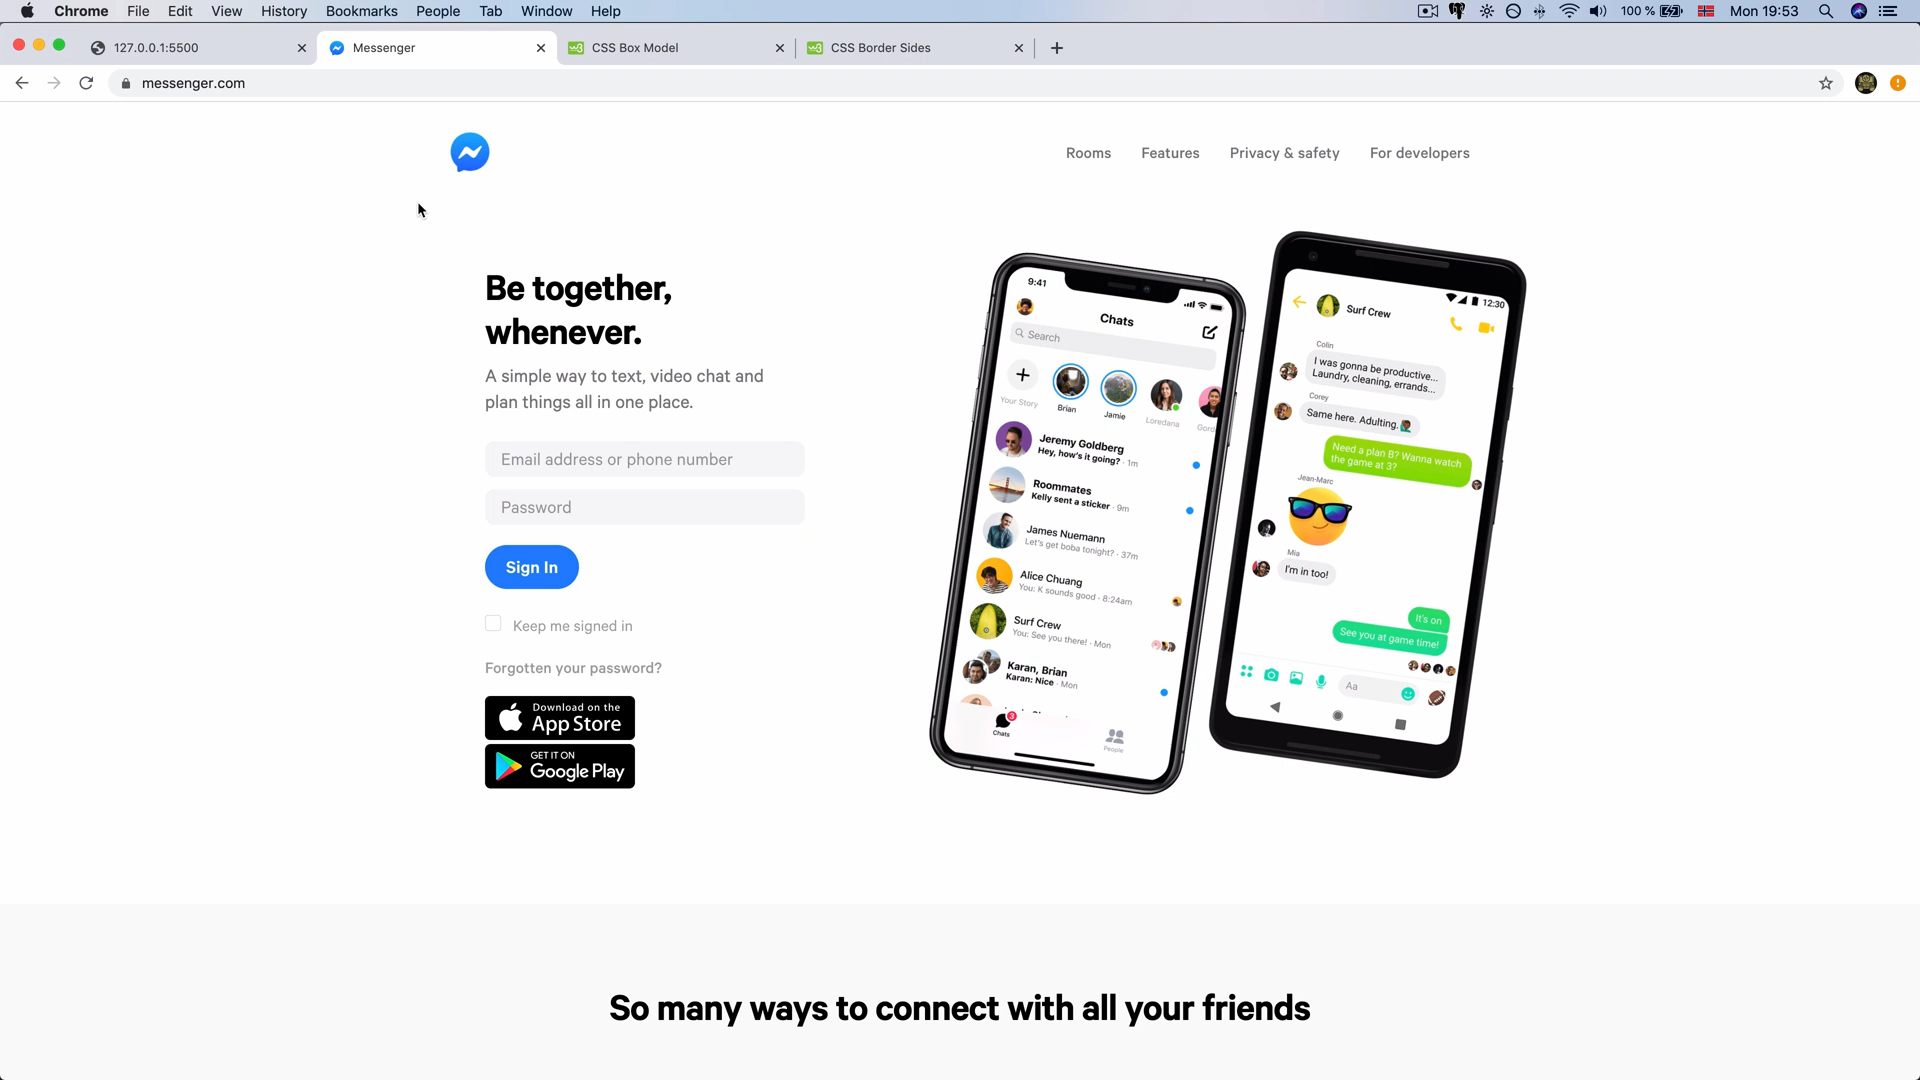 Chrome File Edit View History Bookmarks People Tab Window Help
100 % Mon 19:53
127.0.0.1:5500
Messenger
CSS Box Model
CSS Border Sides
messenger.com
Rooms Features Privacy & safety For developers
Be together,
whenever.
A simple way to text, video chat and
plan things all in one place.
Email address or phone number
Password
Sign In
Keep me signed in
Forgotten your password?
Download on the
App Store
GET IT ON
Google Play
9:41
Chats
Search
Your Story
Brian
Jamie
Loredana
Jeremy Goldberg
Hey, how's it going? · 1m
Roommates
Kelly sent a sticker · 9m
James Nuemann
Let's get boba tonight? · 37m
Alice Chuang
You: K sounds good · 8:24am
Surf Crew
You: See you there! · Mon
Karan, Brian
Karan: Nice · Mon
3
Chats
People
12:30
Surf Crew
Colin
I was gonna be productive...
Laundry, cleaning, errands...
Corey
Same here. Adulting.
Need a plan B? Wanna watch
the game at 3?
Jean-Marc
Mia
I'm in too!
It's on
See you at game time!
Aa
So many ways to connect with all your friends